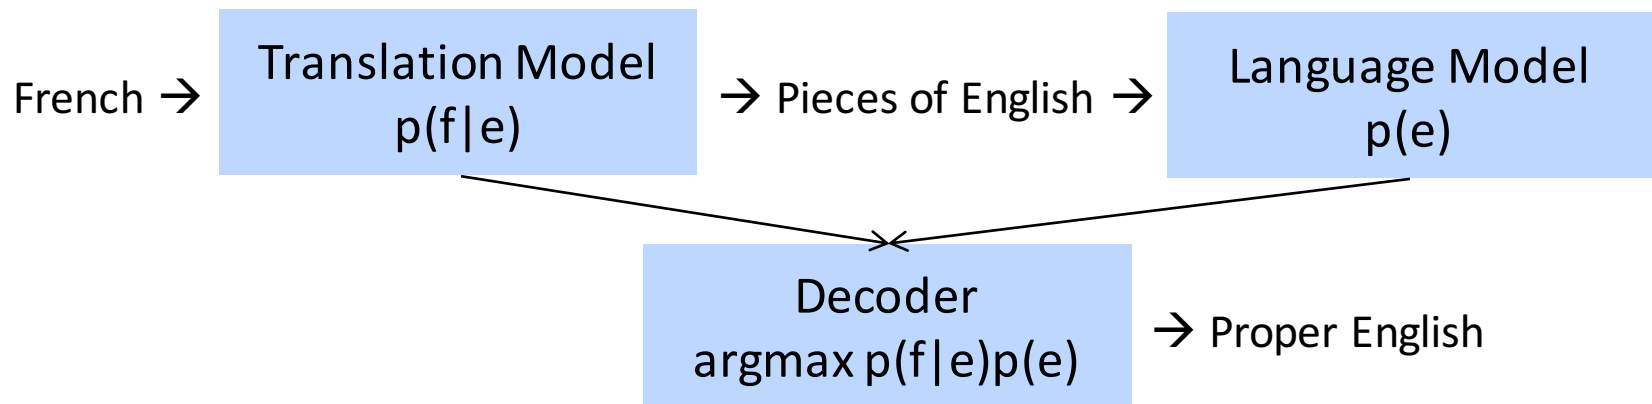 French → Translation Model → Pieces of English → Language Model
p(f|e) p(e)
Decoder
argmax p(f|e)p(e) → Proper English